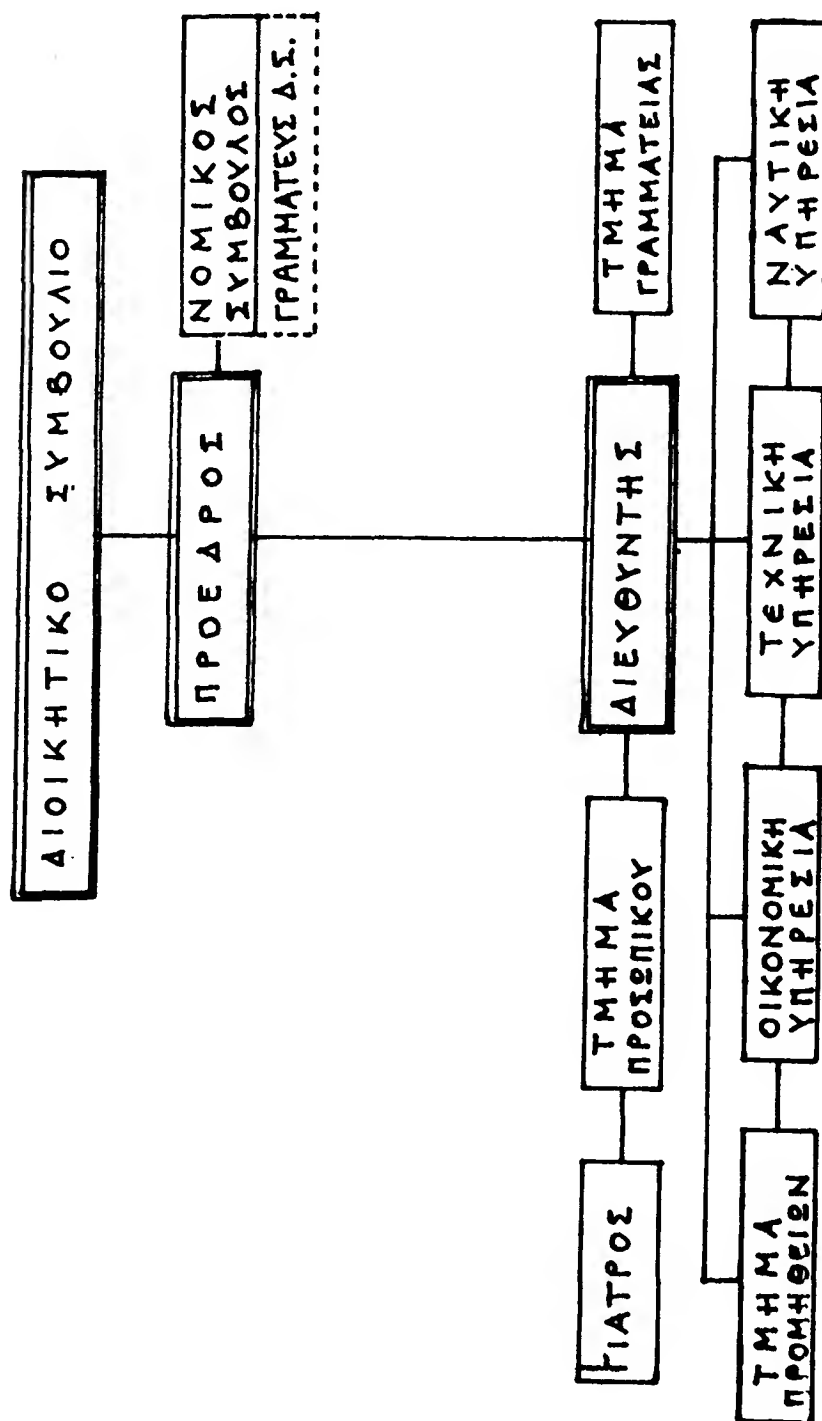 ΔΙΟΙΚΗΤΙΚΟ ΣΥΜΒΟΥΛΙΟ
ΠΡΟΕΔΡΟΣ
ΝΟΜΙΚΟΣ
ΣΥΜΒΟΥΛΟΣ
ΓΡΑΜΜΑΤΕΥΣ Δ.Σ.
ΓΙΑΤΡΟΣ
ΤΜΗΜΑ
ΠΡΟΣΩΠΙΚΟΥ
ΔΙΕΥΘΥΝΤΗΣ
ΤΜΗΜΑ
ΓΡΑΜΜΑΤΕΙΑΣ
ΤΜΗΜΑ
ΠΡΟΜΗΘΕΙΩΝ
ΟΙΚΟΝΟΜΙΚΗ
ΥΠΗΡΕΣΙΑ
ΤΕΧΝΙΚΗ
ΥΠΗΡΕΣΙΑ
ΝΑΥΤΙΚΗ
ΥΠΗΡΕΣΙΑ